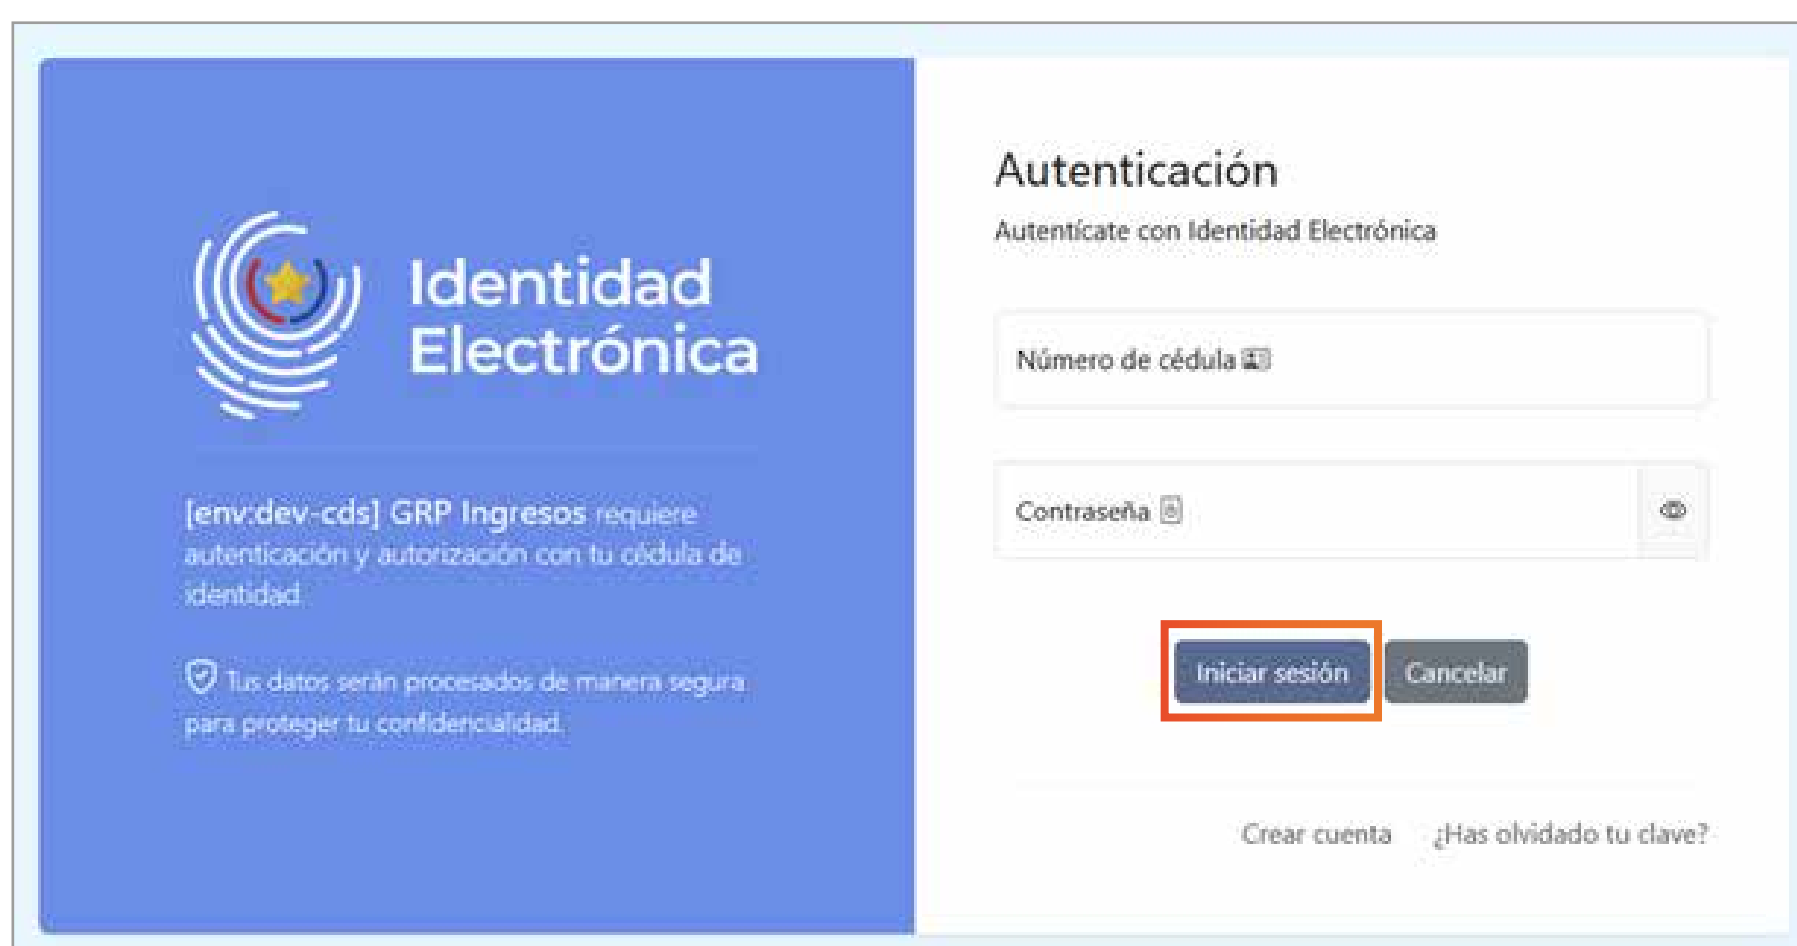 Identidad
Electrónica
[env:dev-cds] GRP Ingresos requiere
autenticación y autorización con tu cédula de
identidad.
Tus datos serán procesados de manera segura
para proteger tu confidencialidad.
Autenticación
Autentícate con Identidad Electrónica
Número de cédula
Contraseña
Iniciar sesión
Cancelar
Crear cuenta
¿Has olvidado tu clave?